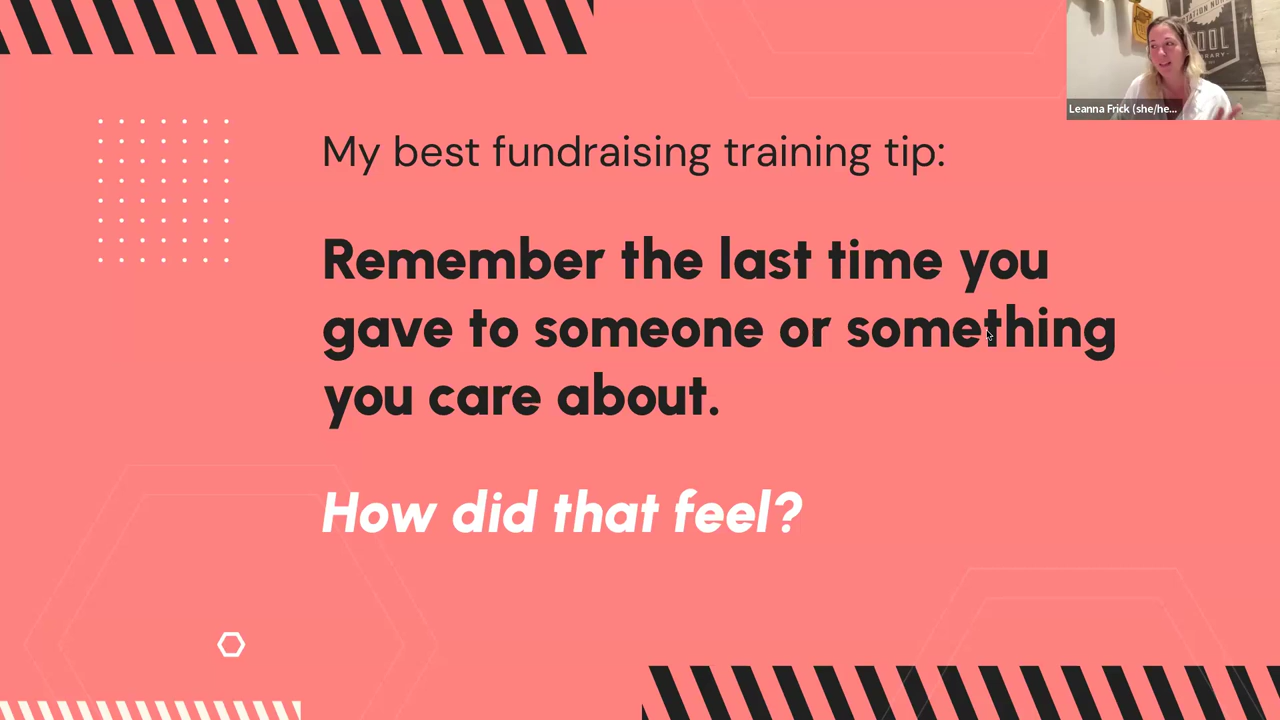 My best fundraising training tip:
Remember the last time you
gave to someone or something
you care about.
How did that feel?
Leanna Frick (she/he...